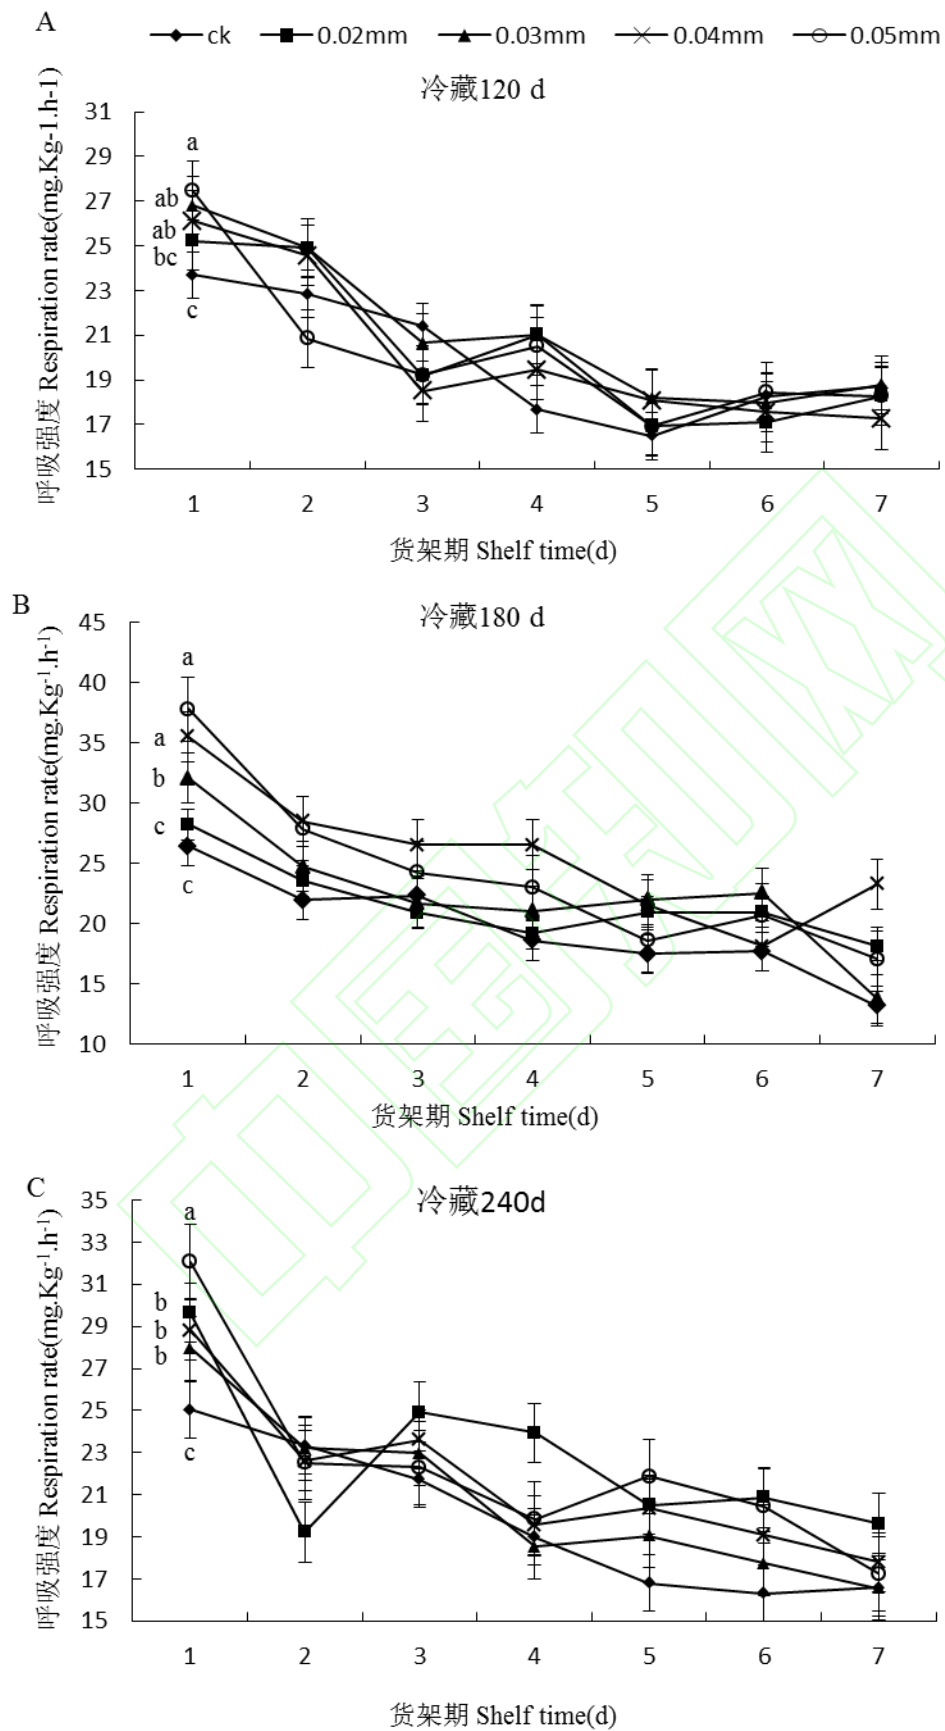 A
ck 0.02mm 0.03mm 0.04mm 0.05mm
冷藏120 d
呼吸强度 Respiration rate(mg.Kg-1.h-1)
31
29
27
25
23
21
19
17
15
a
ab
ab
bc
c
1 2 3 4 5 6 7
货架期 Shelf time(d)
B
冷藏180 d
呼吸强度 Respiration rate(mg.Kg-1.h-1)
45
40
35
30
25
20
15
10
a
a
b
c
c
1 2 3 4 5 6 7
货架期 Shelf time(d)
C
冷藏240d
呼吸强度 Respiration rate(mg.Kg-1.h-1)
35
33
31
29
27
25
23
21
19
17
15
a
b
b
b
c
1 2 3 4 5 6 7
货架期 Shelf time(d)
中国知网